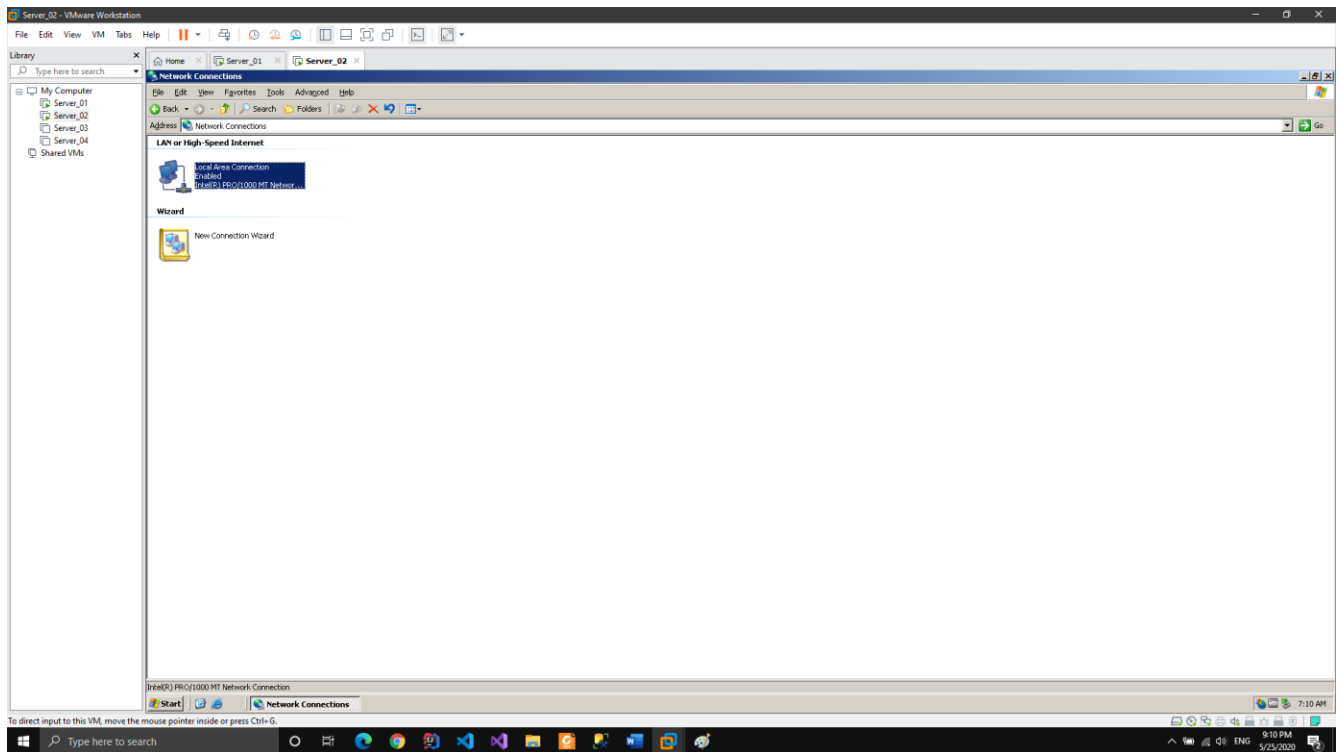 Server_02 - VMware Workstation
File Edit View VM Tabs Help
Library
Type here to search
My Computer
Server_01
Server_02
Server_03
Server_04
Shared VMs
Home Server_01 Server_02
Network Connections
File Edit View Favorites Tools Advanced Help
Back Search Folders
Address Network Connections Go
LAN or High-Speed Internet
Local Area Connection
Enabled
Intel(R) PRO/1000 MT Networ...
Wizard
New Connection Wizard
Intel(R) PRO/1000 MT Network Connection
Start Network Connections 7:10 AM
To direct input to this VM, move the mouse pointer inside or press Ctrl+G.
Type here to search ENG 9:10 PM
5/25/2020